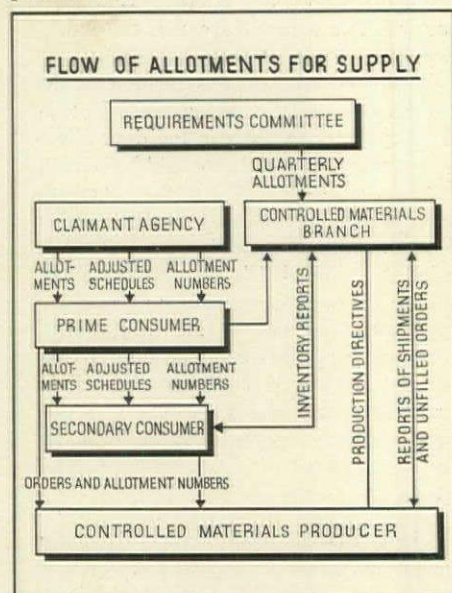 FLOW OF ALLOTMENTS FOR SUPPLY
REQUIREMENTS COMMITTEE
QUARTERLY
ALLOTMENTS
CLAIMANT AGENCY
CONTROLLED MATERIALS
BRANCH
ALLOT-
MENTS
ADJUSTED
SCHEDULES
ALLOTMENT
NUMBERS
PRIME CONSUMER
ALLOT-
MENTS
ADJUSTED
SCHEDULES
ALLOTMENT
NUMBERS
SECONDARY CONSUMER
INVENTORY REPORTS
PRODUCTION DIRECTIVES
REPORTS OF SHIPMENTS
AND UNFILLED ORDERS
ORDERS AND ALLOTMENT NUMBERS
CONTROLLED MATERIALS PRODUCER